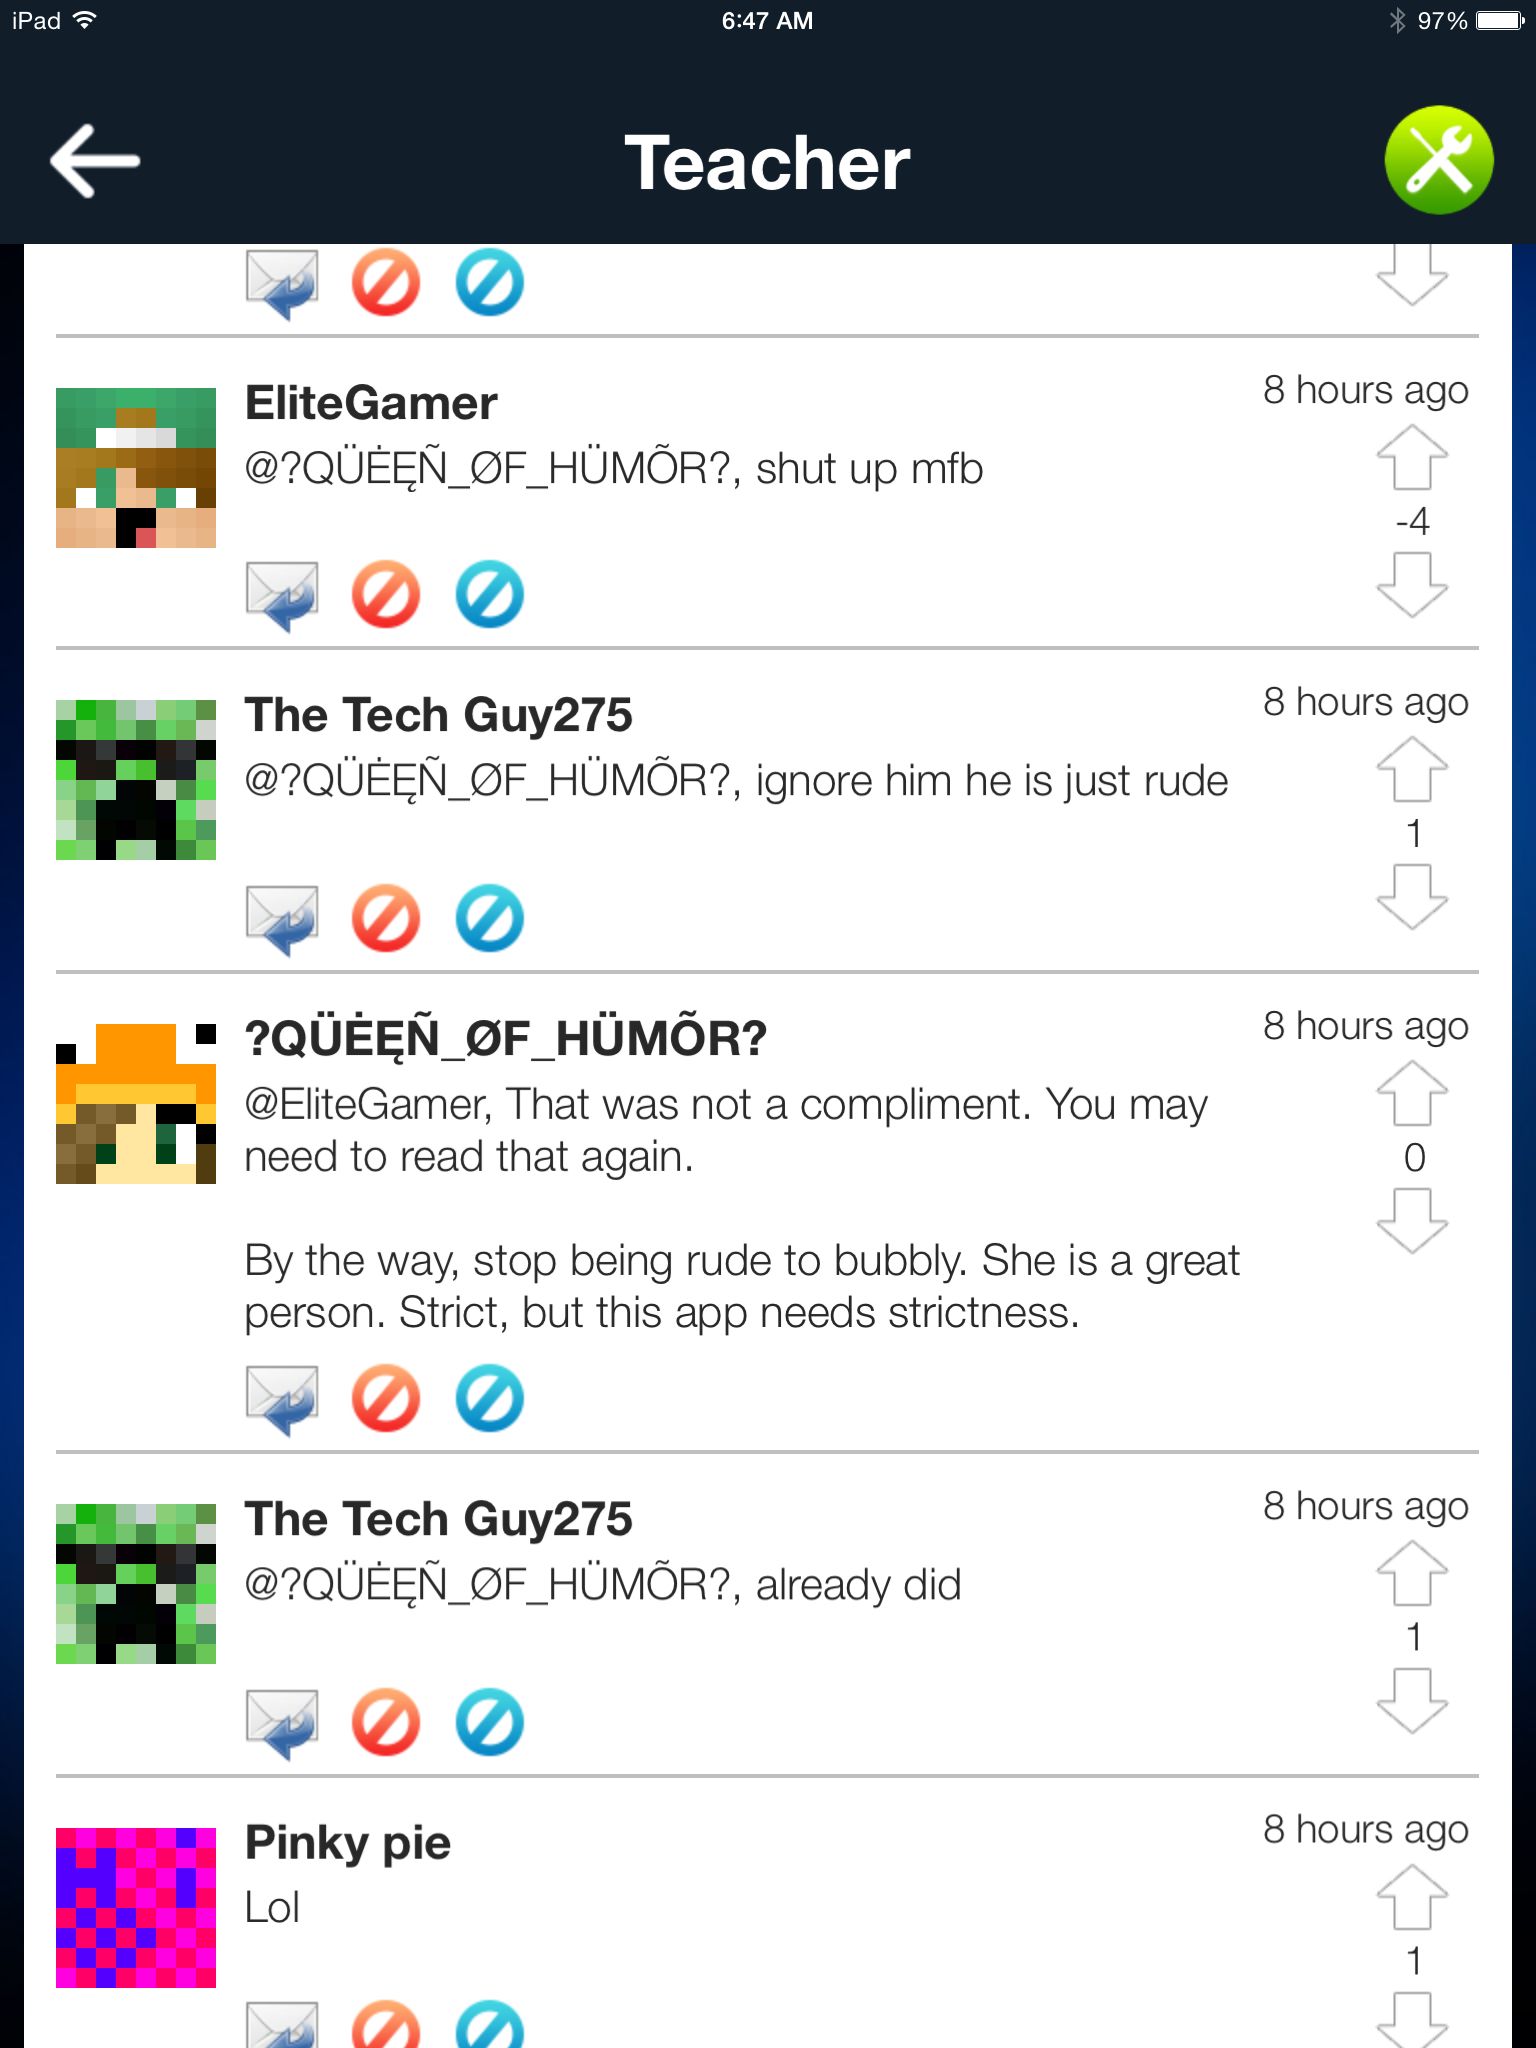 iPad 6:47 AM 97%
Teacher
EliteGamer 8 hours ago
@?QÜĖĘÑ_ØF_HÜMÕR?, shut up mfb
-4
The Tech Guy275 8 hours ago
@?QÜĖĘÑ_ØF_HÜMÕR?, ignore him he is just rude
1
?QÜĖĘÑ_ØF_HÜMÕR? 8 hours ago
@EliteGamer, That was not a compliment. You may
need to read that again.
0
By the way, stop being rude to bubbly. She is a great
person. Strict, but this app needs strictness.
The Tech Guy275 8 hours ago
@?QÜĖĘÑ_ØF_HÜMÕR?, already did
1
Pinky pie 8 hours ago
Lol
1